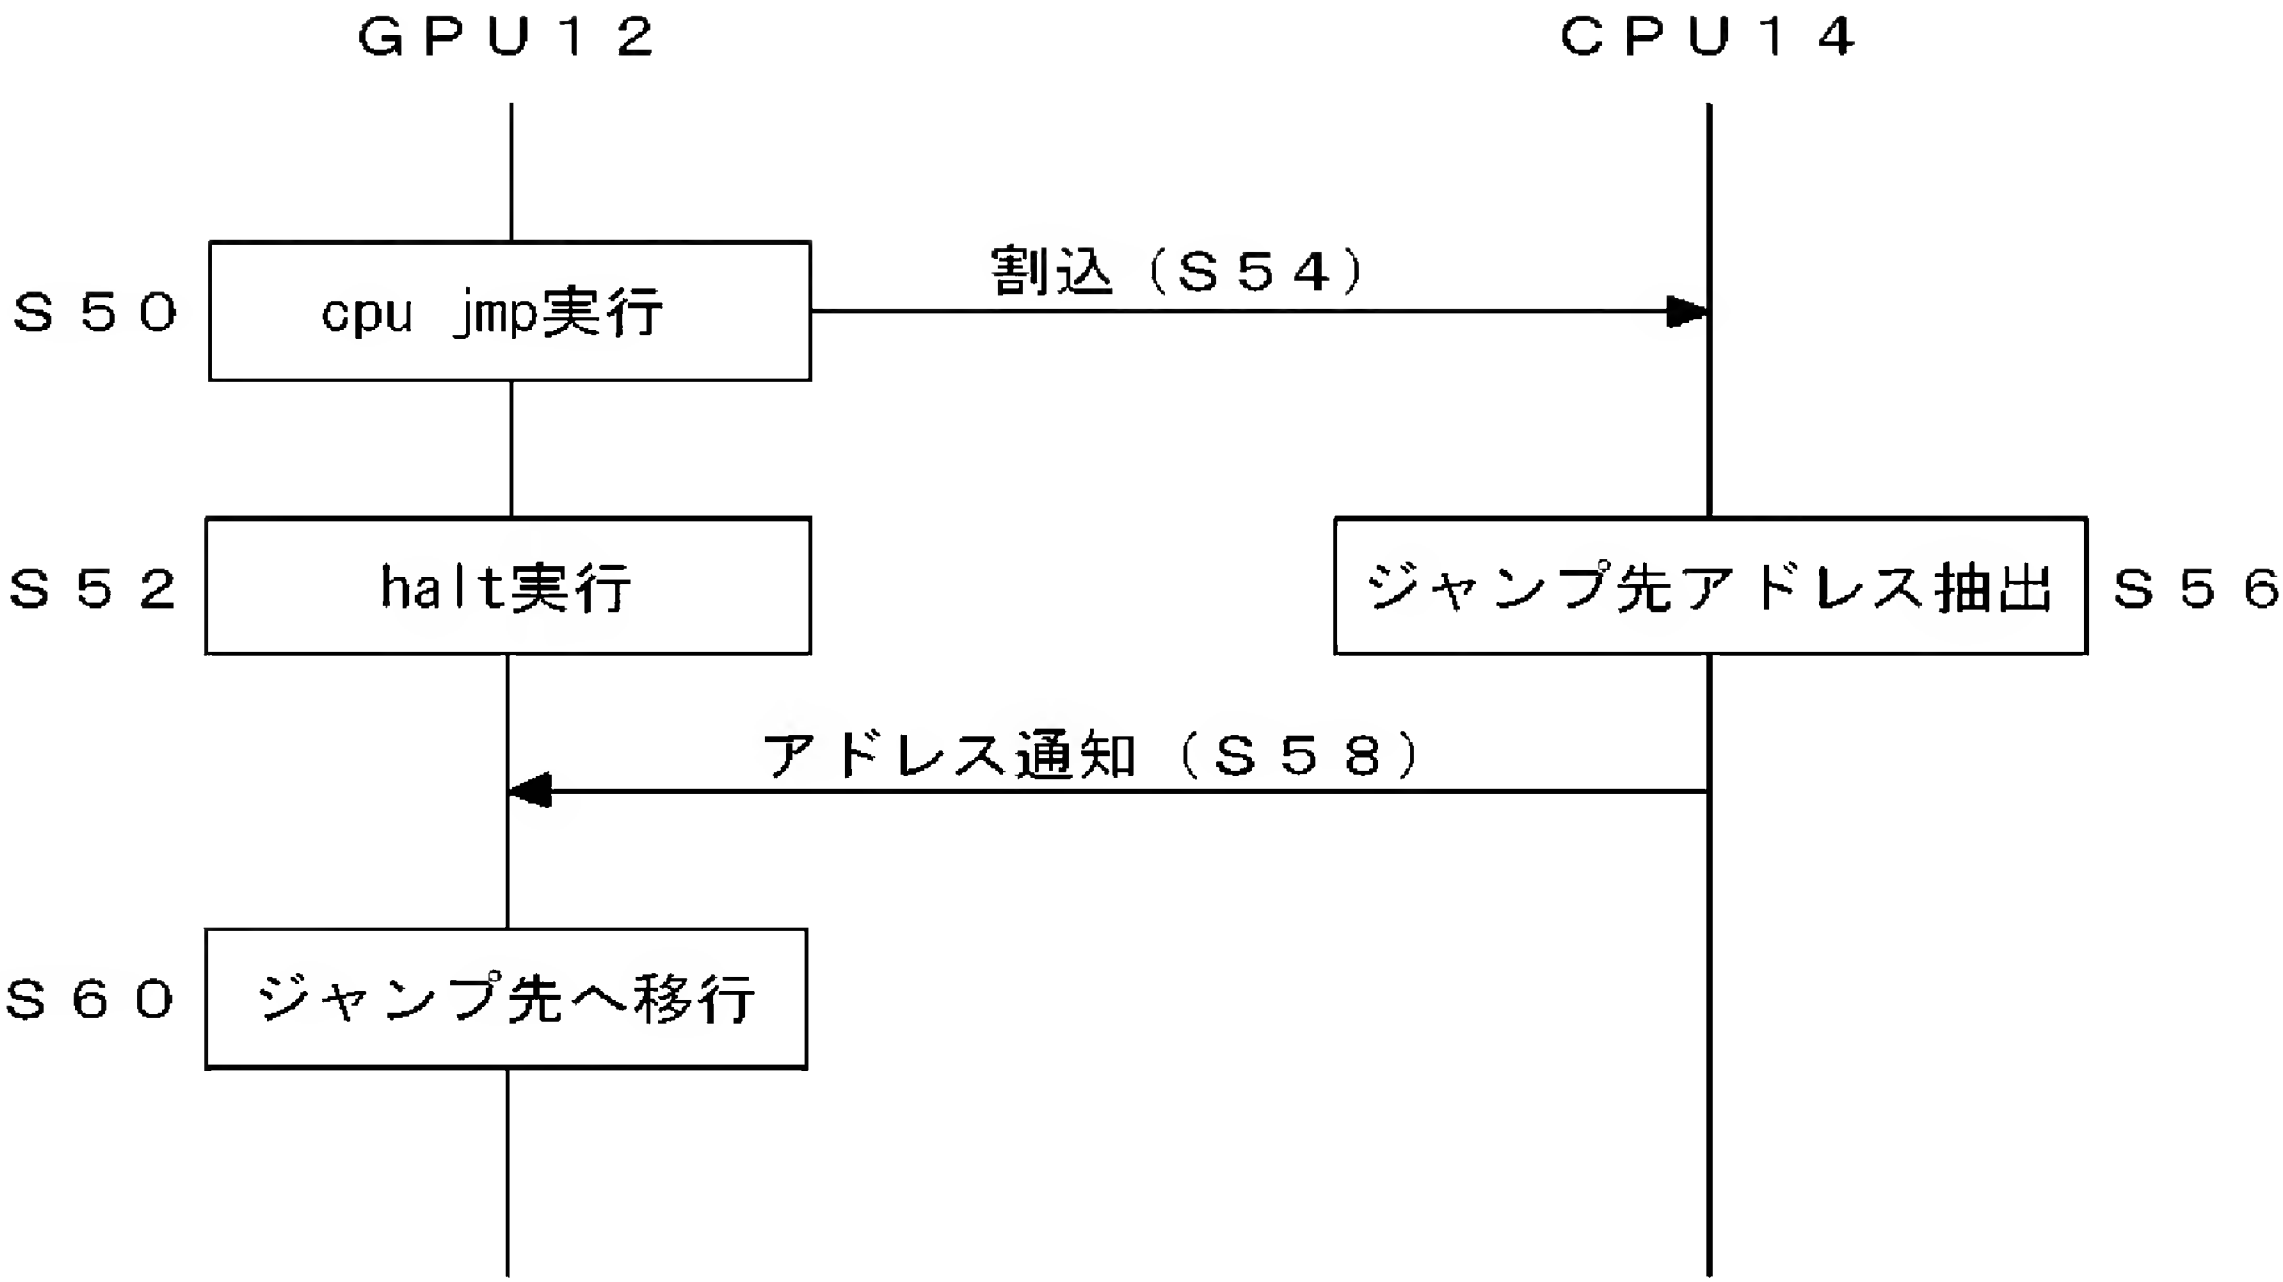 GPU12
CPU14
割込(S54)
S50
cpu jmp実行
S52
halt実行
ジャンプ先アドレス抽出
S56
アドレス通知(S58)
S60
ジャンプ先へ移行